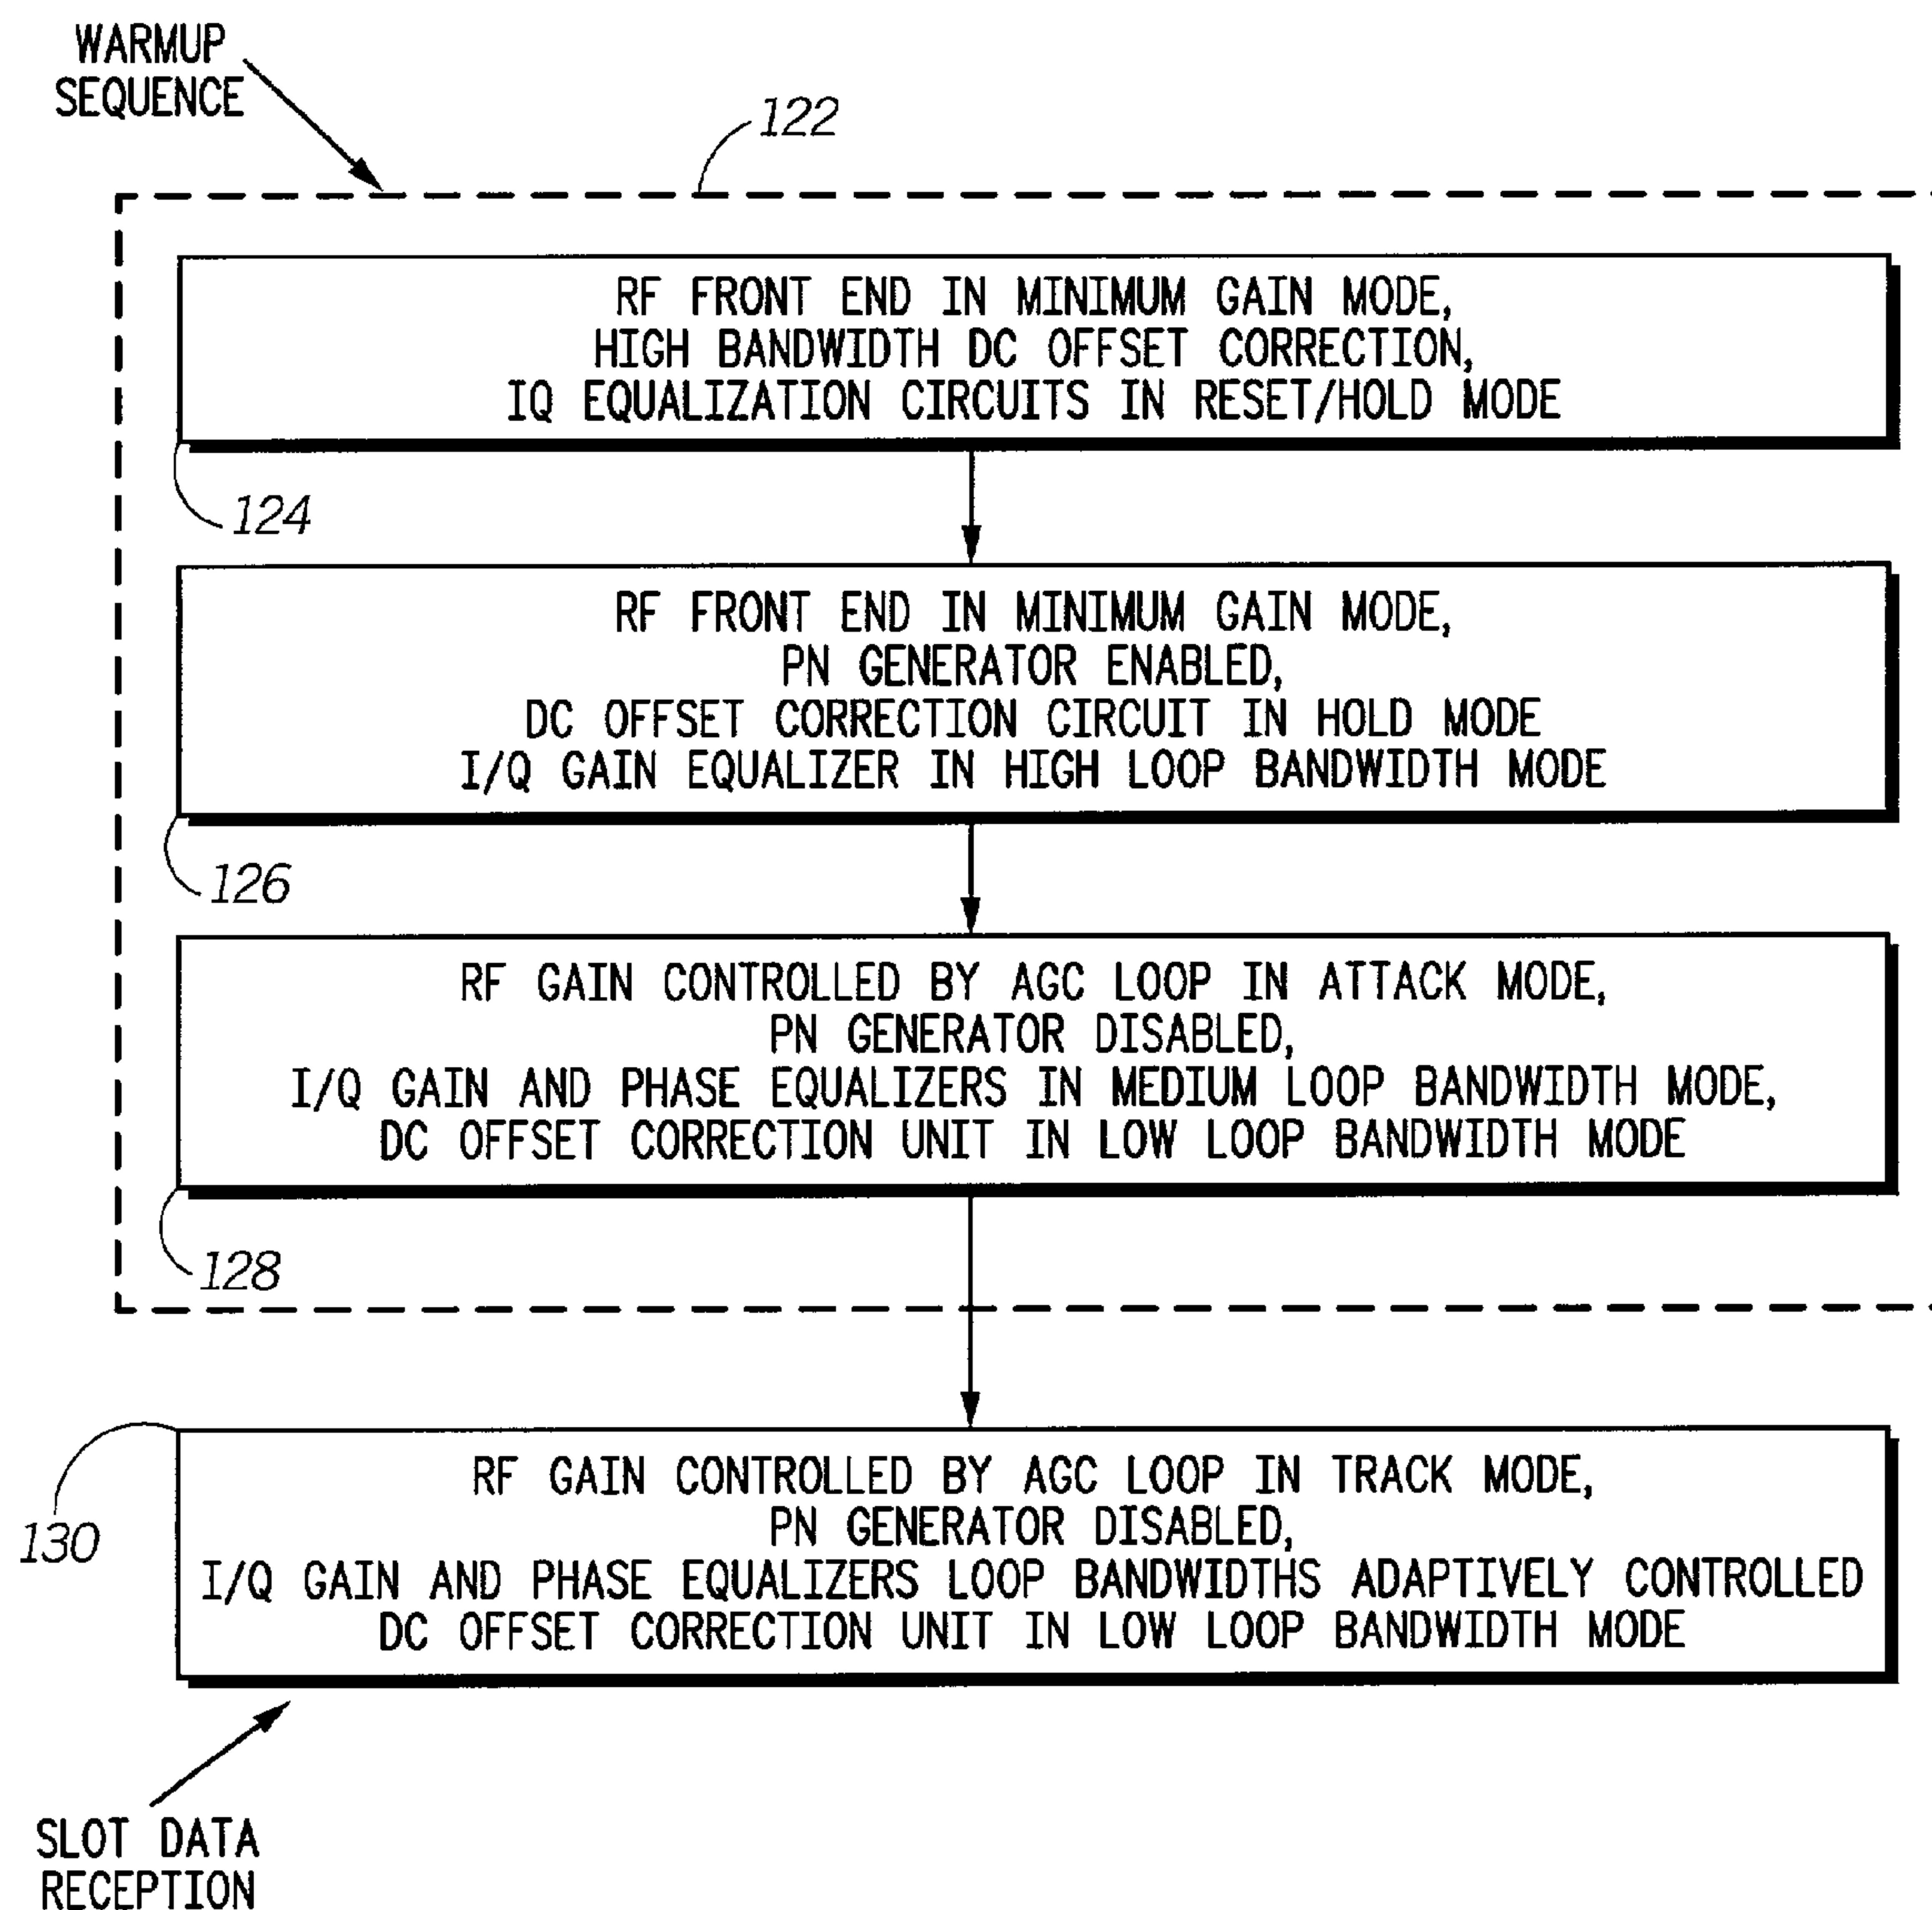 WARMUP
SEQUENCE
122
RF FRONT END IN MINIMUM GAIN MODE,
HIGH BANDWIDTH DC OFFSET CORRECTION,
IQ EQUALIZATION CIRCUITS IN RESET/HOLD MODE
124
RF FRONT END IN MINIMUM GAIN MODE,
PN GENERATOR ENABLED,
DC OFFSET CORRECTION CIRCUIT IN HOLD MODE
I/Q GAIN EQUALIZER IN HIGH LOOP BANDWIDTH MODE
126
RF GAIN CONTROLLED BY AGC LOOP IN ATTACK MODE,
PN GENERATOR DISABLED,
I/Q GAIN AND PHASE EQUALIZERS IN MEDIUM LOOP BANDWIDTH MODE,
DC OFFSET CORRECTION UNIT IN LOW LOOP BANDWIDTH MODE
128
RF GAIN CONTROLLED BY AGC LOOP IN TRACK MODE,
PN GENERATOR DISABLED,
I/Q GAIN AND PHASE EQUALIZERS LOOP BANDWIDTHS ADAPTIVELY CONTROLLED
DC OFFSET CORRECTION UNIT IN LOW LOOP BANDWIDTH MODE
130
SLOT DATA
RECEPTION